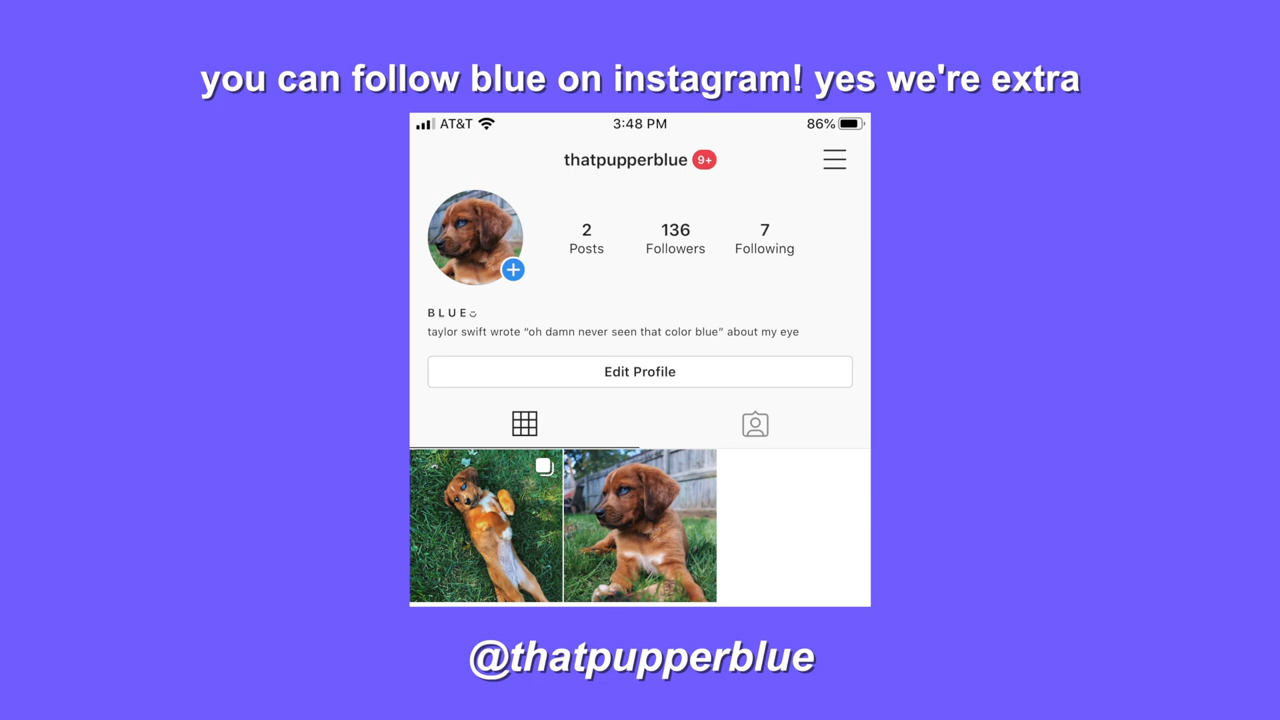 you can follow blue on instagram! yes we're extra
AT&T 3:48 PM 86%
thatpupperblue 9+
2 136 7
Posts Followers Following
B L U E
taylor swift wrote “oh damn never seen that color blue” about my eye
Edit Profile
@thatpupperblue